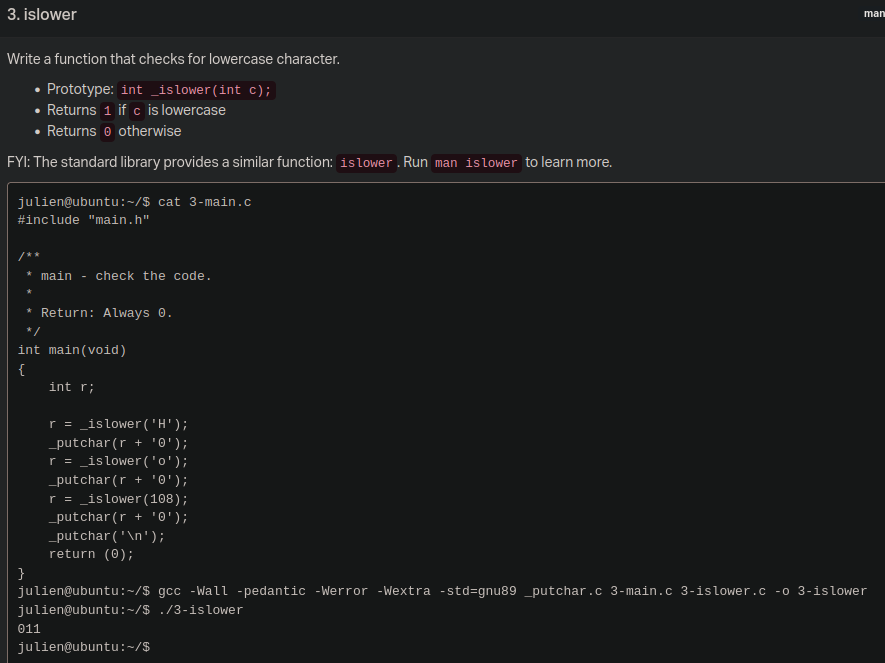 3. islower
man
Write a function that checks for lowercase character.
• Prototype: int _islower(int c);
• Returns 1 if c is lowercase
• Returns 0 otherwise
FYI: The standard library provides a similar function: islower. Run man islower to learn more.
julien@ubuntu:~/$ cat 3-main.c
#include "main.h"

/**
 * main - check the code.
 *
 * Return: Always 0.
 */
int main(void)
{
    int r;

    r = _islower('H');
    _putchar(r + '0');
    r = _islower('o');
    _putchar(r + '0');
    r = _islower(108);
    _putchar(r + '0');
    _putchar('\n');
    return (0);
}
julien@ubuntu:~/$ gcc -Wall -pedantic -Werror -Wextra -std=gnu89 _putchar.c 3-main.c 3-islower.c -o 3-islower
julien@ubuntu:~/$ ./3-islower
011
julien@ubuntu:~/$